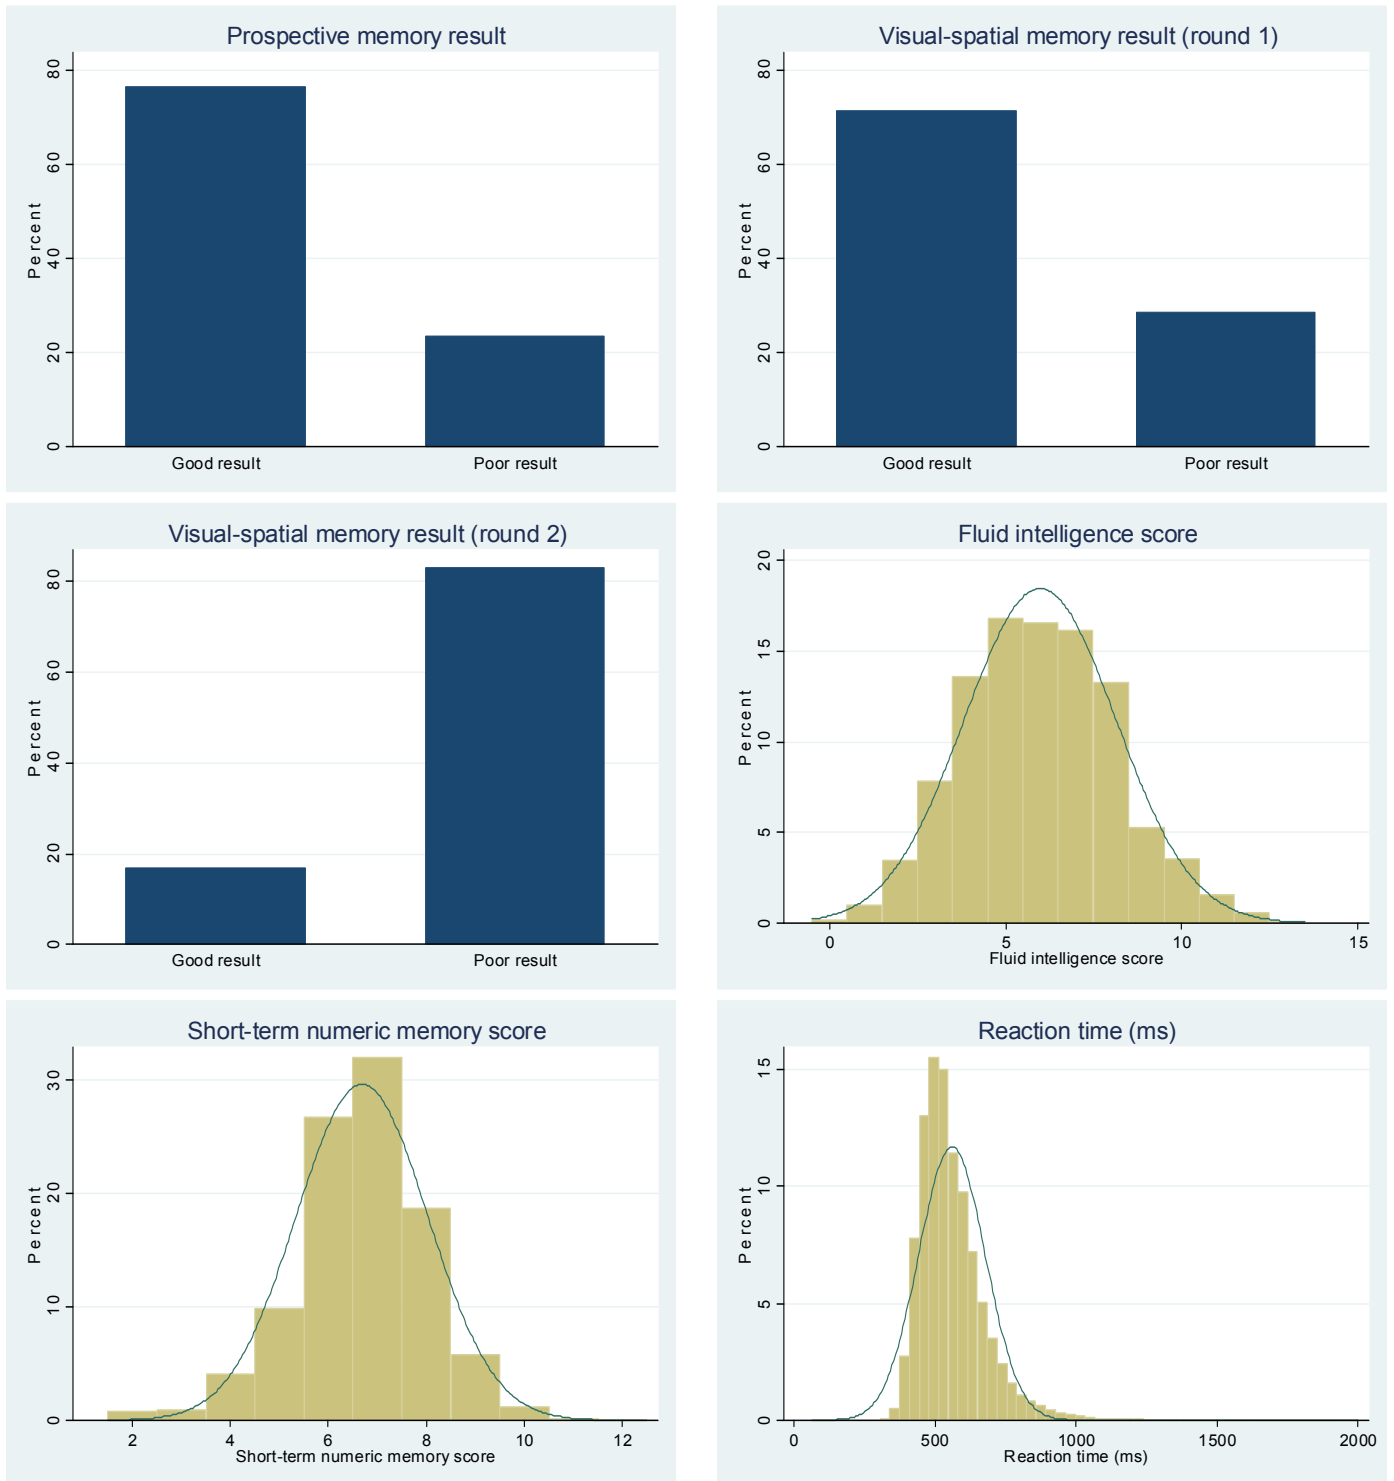 Prospective memory result
80
60
40
20
0
Percent
Good result
Poor result
Visual-spatial memory result (round 1)
80
60
40
20
0
Percent
Good result
Poor result
Visual-spatial memory result (round 2)
80
60
40
20
0
Percent
Good result
Poor result
Fluid intelligence score
20
15
10
5
0
Percent
0 5 10 15
Fluid intelligence score
Short-term numeric memory score
30
20
10
0
Percent
2 4 6 8 10 12
Short-term numeric memory score
Reaction time (ms)
15
10
5
0
Percent
0 500 1000 1500 2000
Reaction time (ms)